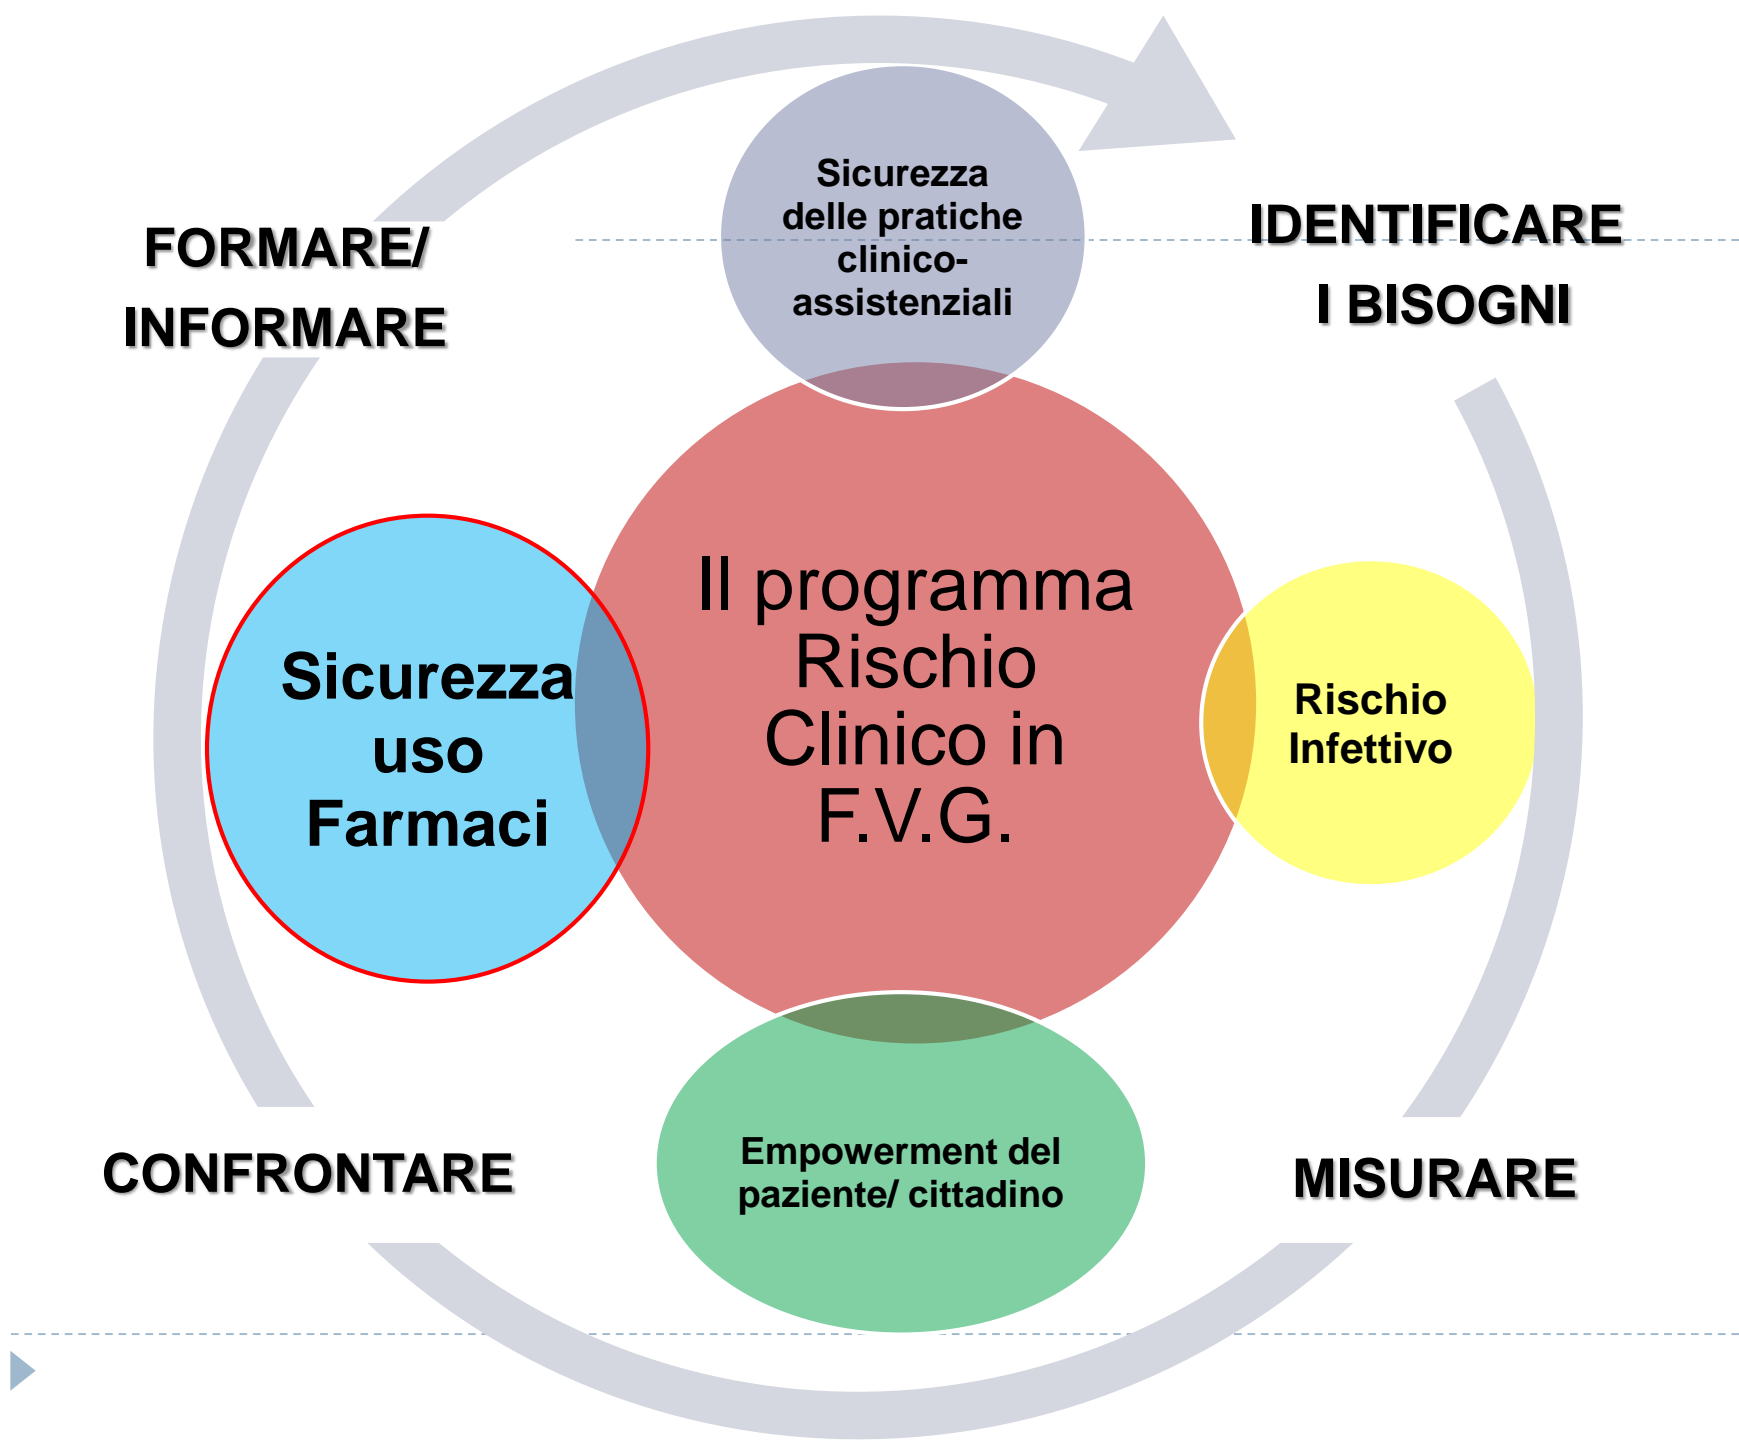 Sicurezza
delle pratiche
clinico-
assistenziali
IDENTIFICARE
I BISOGNI
FORMARE/
INFORMARE
Il programma
Rischio
Clinico in
F.V.G.
Sicurezza
uso
Farmaci
Rischio
Infettivo
CONFRONTARE
Empowerment del
paziente/ cittadino
MISURARE